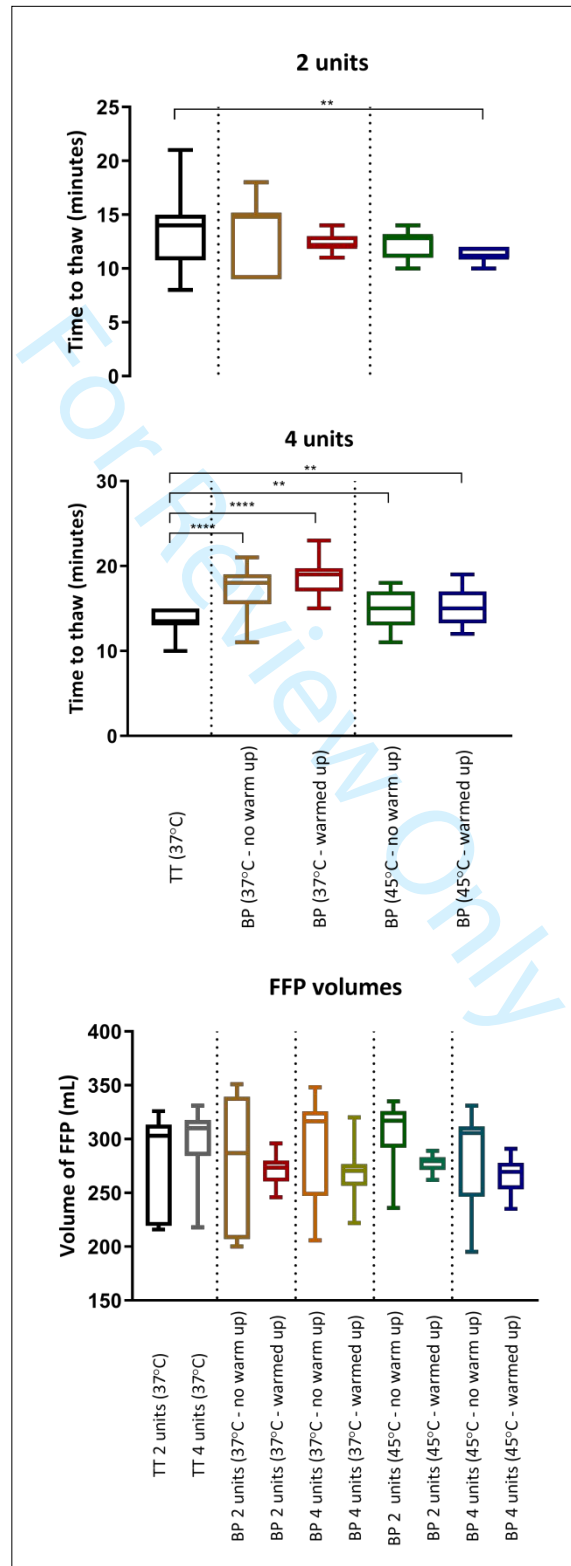 2 units
**
25
20
15
10
5
0
Time to thaw (minutes)
4 units
**
**
****
****
30
20
10
0
Time to thaw (minutes)
TT (37°C)
BP (37°C - no warm up)
BP (37°C - warmed up)
BP (45°C - no warm up)
BP (45°C - warmed up)
FFP volumes
400
350
300
250
200
150
Volume of FFP (mL)
TT 2 units (37°C)
TT 4 units (37°C)
BP 2 units (37°C - no warm up)
BP 2 units (37°C - warmed up)
BP 4 units (37°C - no warm up)
BP 4 units (37°C - warmed up)
BP 2 units (45°C - no warm up)
BP 2 units (45°C - warmed up)
BP 4 units (45°C - no warm up)
BP 4 units (45°C - warmed up)
For Review Only